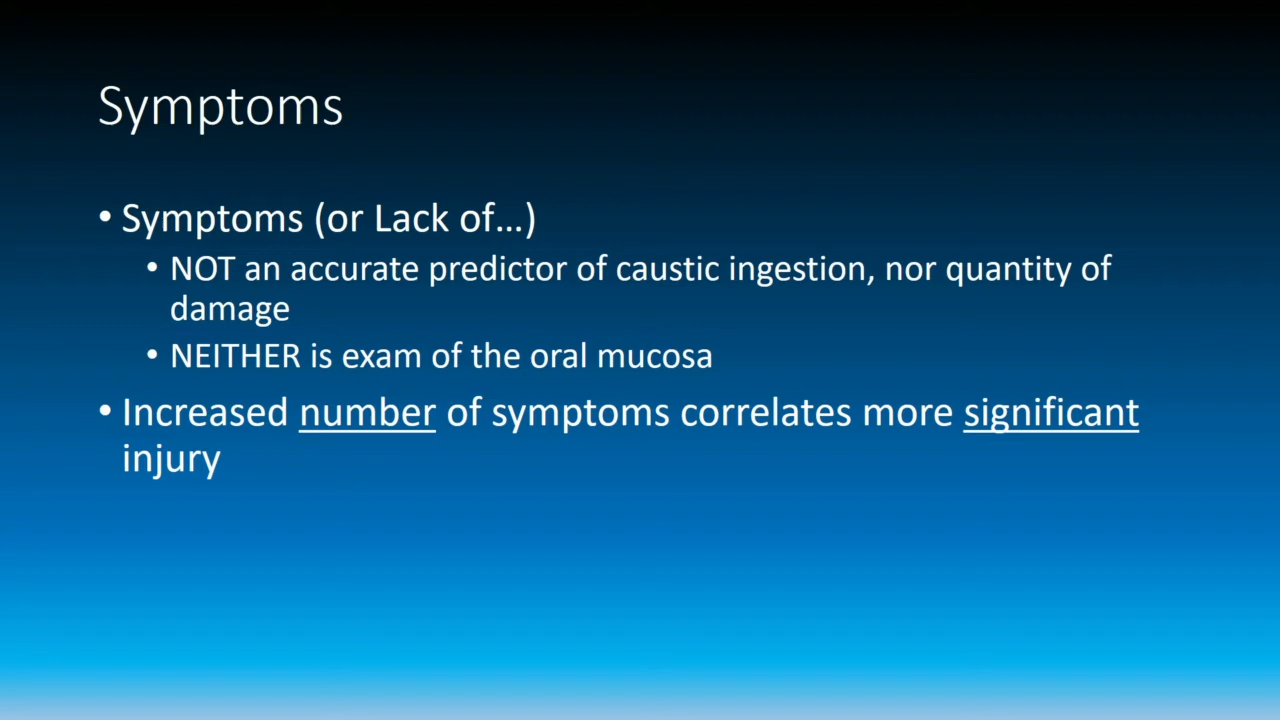 Symptoms
• Symptoms (or Lack of...)
• NOT an accurate predictor of caustic ingestion, nor quantity of
damage
• NEITHER is exam of the oral mucosa
• Increased number of symptoms correlates more significant
injury